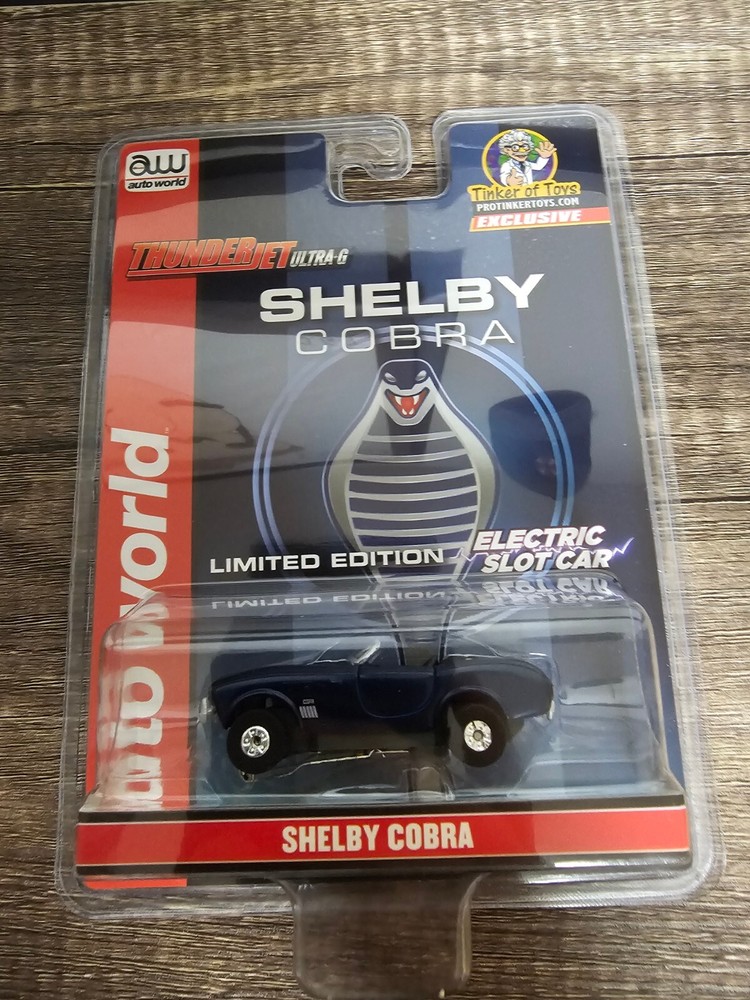 aw
auto world
Tinker of Toys
PROTINKERTOYS.COM
EXCLUSIVE
THUNDERJET ULTRA-G
SHELBY
COBRA
auto world
LIMITED EDITION
ELECTRIC
SLOT CAR
SHELBY COBRA